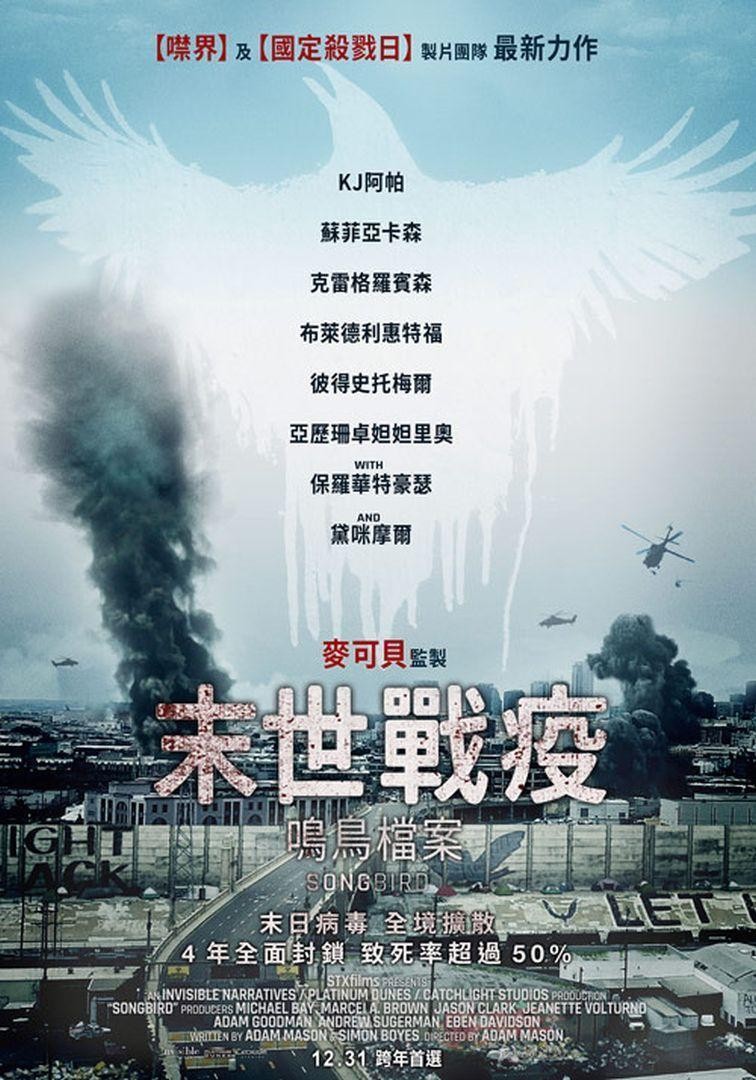 【噤界】及【國定殺戮日】製片團隊 最新力作
KJ阿帕
蘇菲亞卡森
克雷格羅賓森
布萊德利惠特福
彼得史托梅爾
亞歷珊卓妲妲里奧
WITH
保羅華特豪瑟
AND
黛咪摩爾
麥可貝監製
末世戰疫
鳴鳥檔案
SONGBIRD
IGHT
ACK
LET
末日病毒 全境擴散
4 年全面封鎖 致死率超過 50%
STXfilms PRESENTS
AN INVISIBLE NARRATIVES / PLATINUM DUNES / CATCHLIGHT STUDIOS PRODUCTION
"SONGBIRD" PRODUCERS MICHAEL BAY, MARCEI A. BROWN, JASON CLARK, JEANETTE VOLTURNO
ADAM GOODMAN, ANDREW SUGERMAN, EBEN DAVIDSON
WRITTEN BY ADAM MASON & SIMON BOYES DIRECTED BY ADAM MASON
12.31 跨年首選